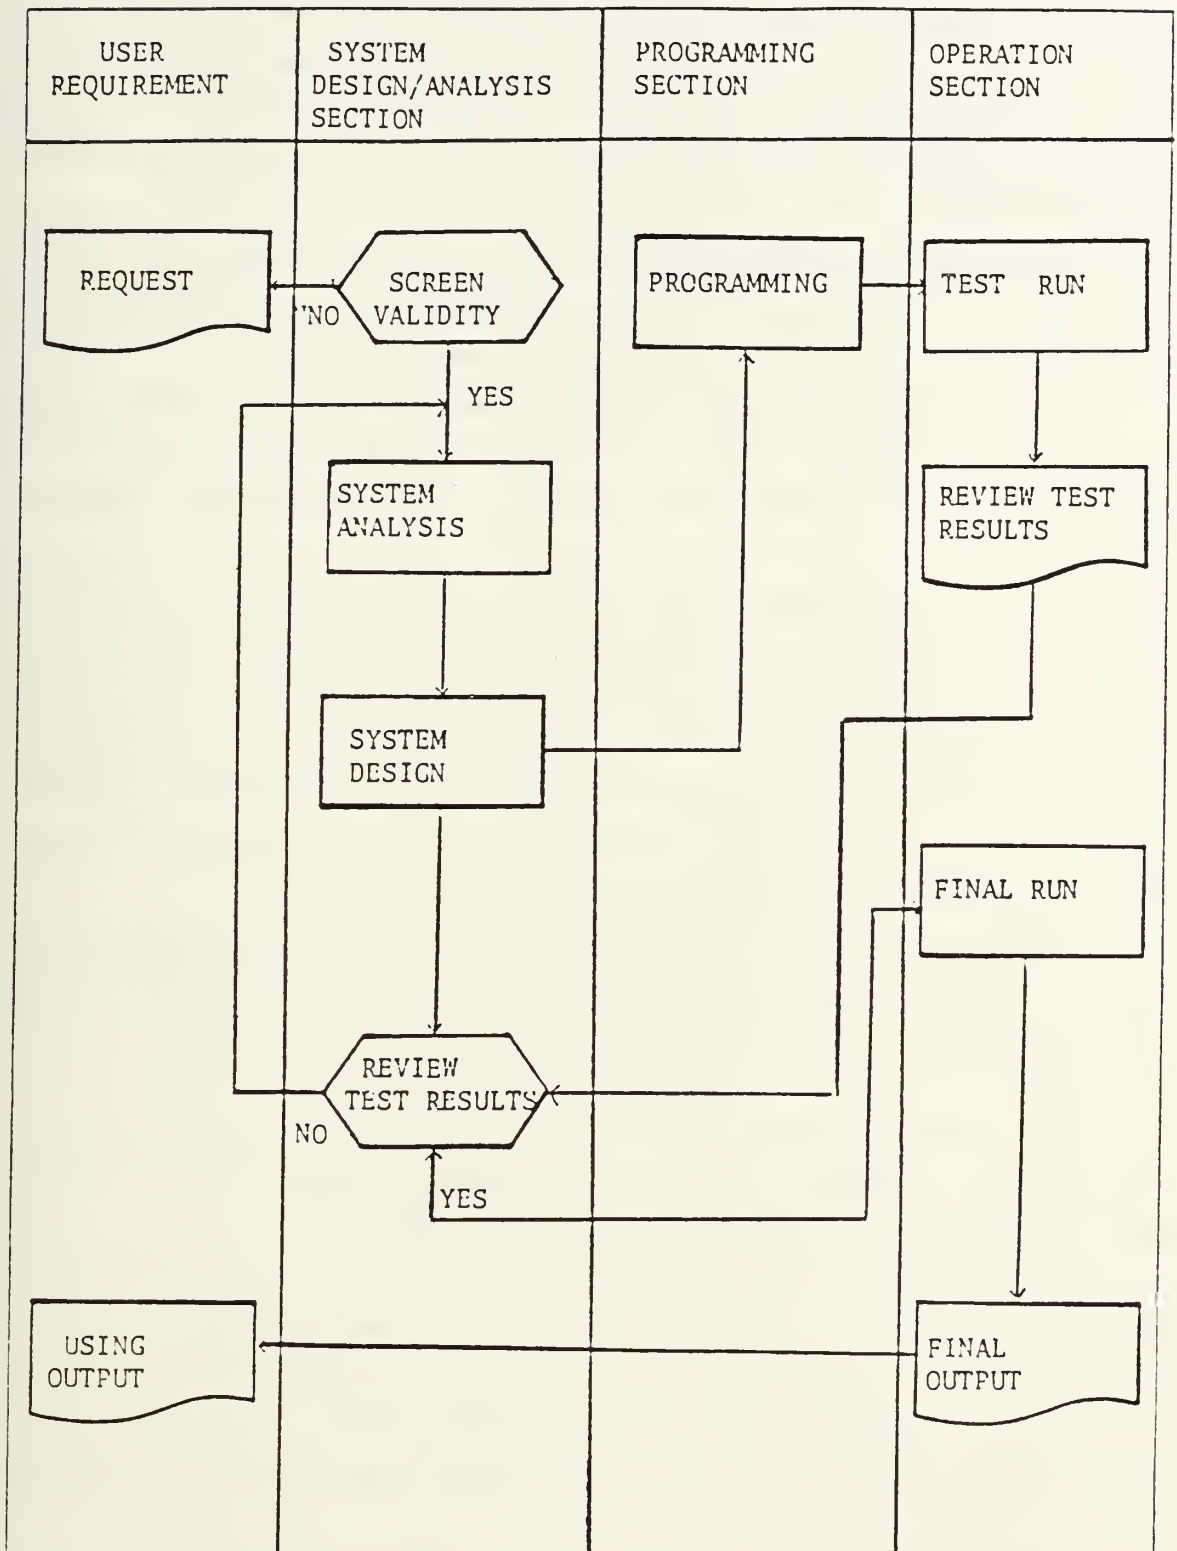 USER
REQUIREMENT
SYSTEM
DESIGN/ANALYSIS
SECTION
PROGRAMMING
SECTION
OPERATION
SECTION
REQUEST
NO
SCREEN
VALIDITY
YES
PROGRAMMING
TEST RUN
SYSTEM
ANALYSIS
REVIEW TEST
RESULTS
SYSTEM
DESIGN
FINAL RUN
REVIEW
TEST RESULTS
NO
YES
USING
OUTPUT
FINAL
OUTPUT